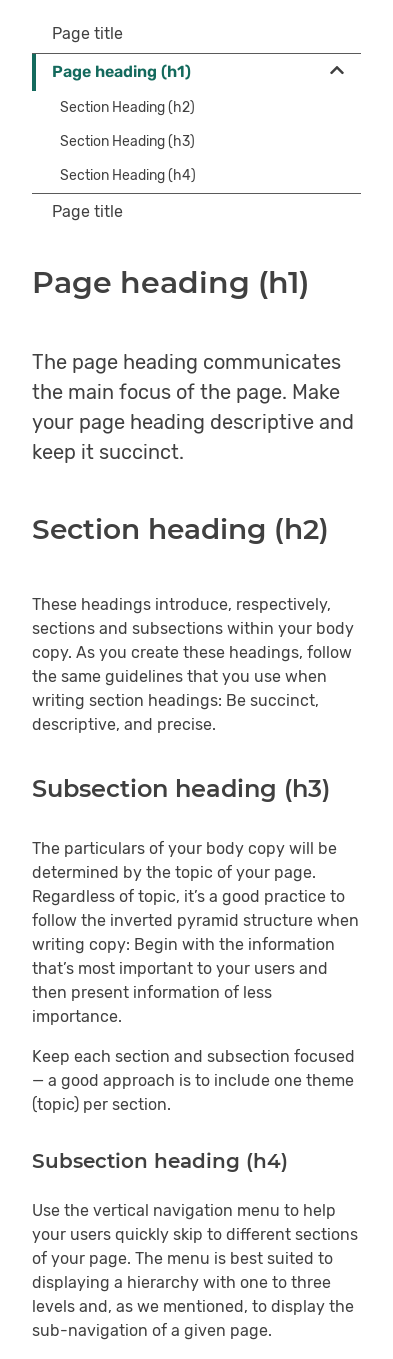 Page title
Page heading (h1)
Section Heading (h2)
Section Heading (h3)
Section Heading (h4)
Page title
Page heading (h1)
The page heading communicates
the main focus of the page. Make
your page heading descriptive and
keep it succinct.
Section heading (h2)
These headings introduce, respectively,
sections and subsections within your body
copy. As you create these headings, follow
the same guidelines that you use when
writing section headings: Be succinct,
descriptive, and precise.
Subsection heading (h3)
The particulars of your body copy will be
determined by the topic of your page.
Regardless of topic, it’s a good practice to
follow the inverted pyramid structure when
writing copy: Begin with the information
that’s most important to your users and
then present information of less
importance.
Keep each section and subsection focused
— a good approach is to include one theme
(topic) per section.
Subsection heading (h4)
Use the vertical navigation menu to help
your users quickly skip to different sections
of your page. The menu is best suited to
displaying a hierarchy with one to three
levels and, as we mentioned, to display the
sub-navigation of a given page.